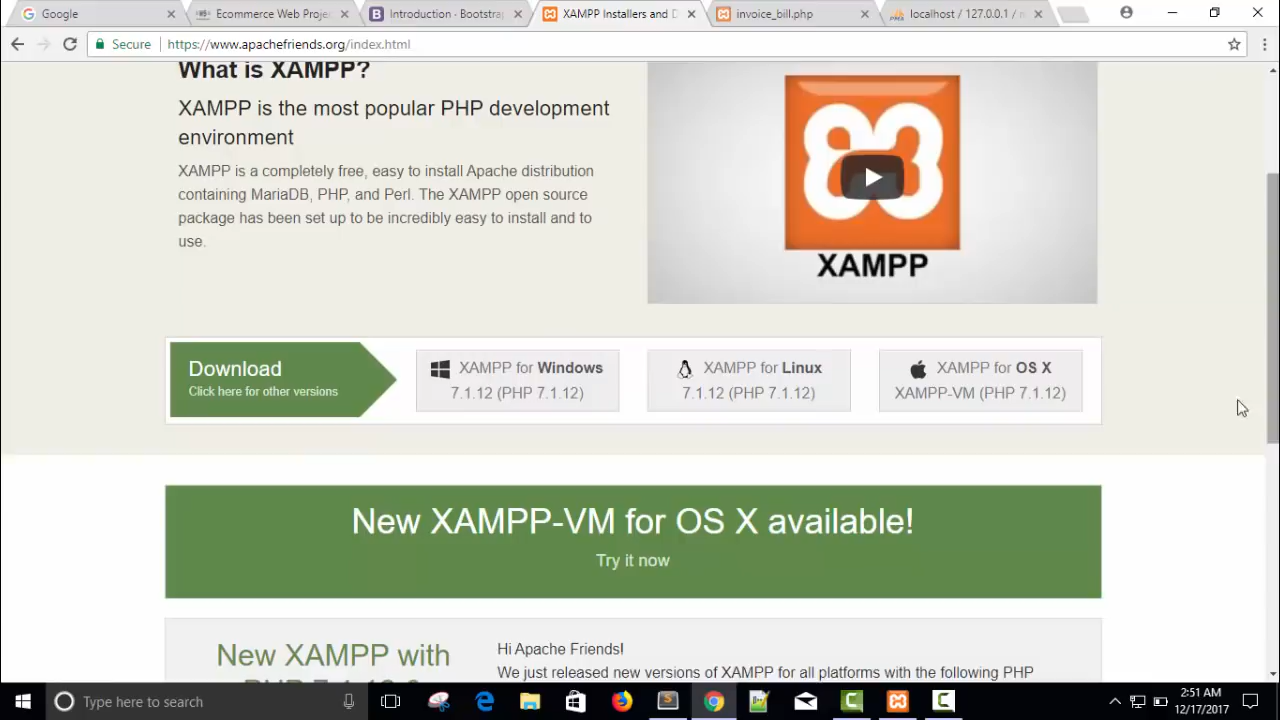 Google
Ecommerce Web Proje
Introduction · Bootstrap
XAMPP Installers and D
invoice_bill.php
localhost / 127.0.0.1 /
Secure
https://www.apachefriends.org/index.html
What is XAMPP?
XAMPP is the most popular PHP development
environment
XAMPP is a completely free, easy to install Apache distribution
containing MariaDB, PHP, and Perl. The XAMPP open source
package has been set up to be incredibly easy to install and to
use.
XAMPP
Download
Click here for other versions
XAMPP for Windows
7.1.12 (PHP 7.1.12)
XAMPP for Linux
7.1.12 (PHP 7.1.12)
XAMPP for OS X
XAMPP-VM (PHP 7.1.12)
New XAMPP-VM for OS X available!
Try it now
New XAMPP with
Hi Apache Friends!
We just released new versions of XAMPP for all platforms with the following PHP
Type here to search
2:51 AM
12/17/2017